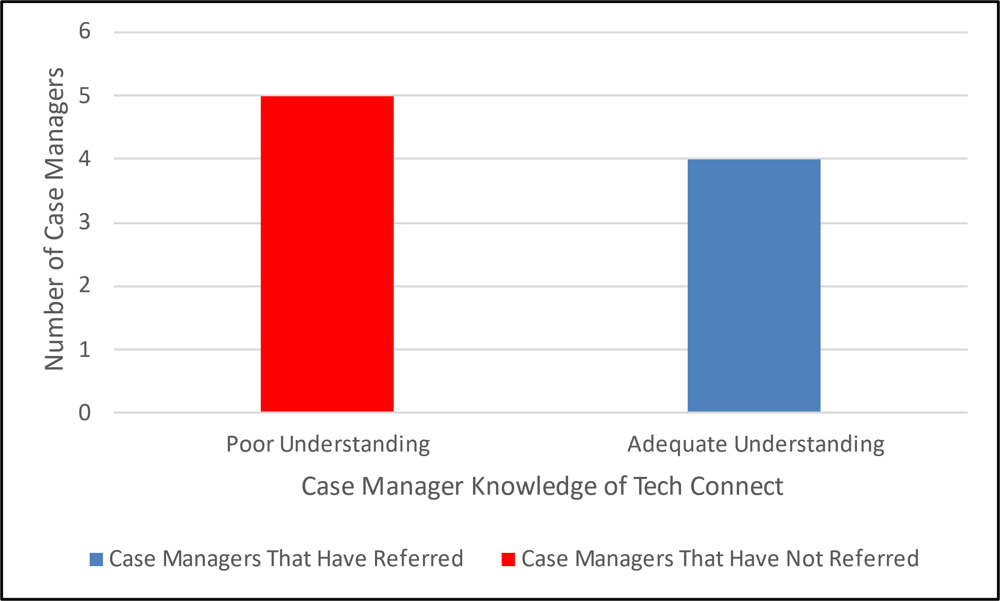 6
5
4
3
2
1
0
Number of Case Managers
Poor Understanding
Adequate Understanding
Case Manager Knowledge of Tech Connect
Case Managers That Have Referred
Case Managers That Have Not Referred